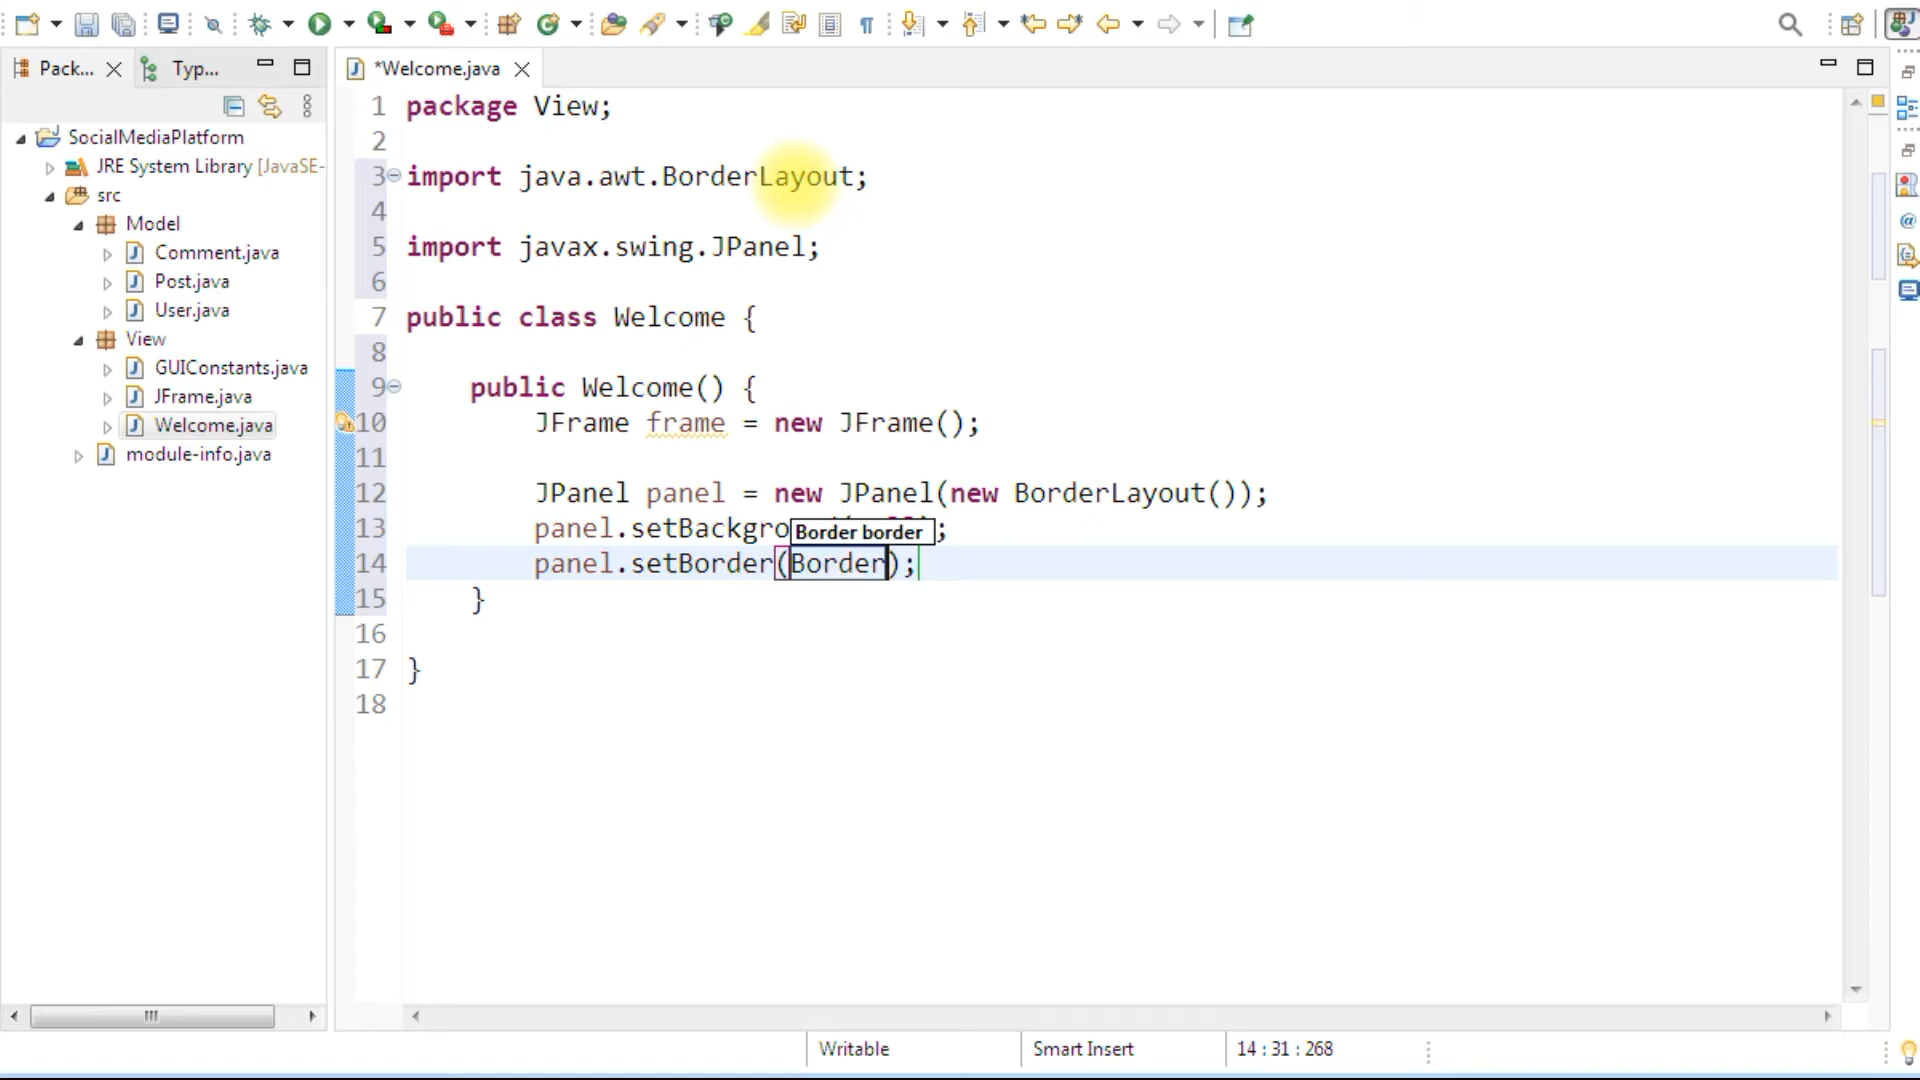 Pack...
Typ...
*Welcome.java
SocialMediaPlatform
JRE System Library [JavaSE-
src
Model
Comment.java
Post.java
User.java
View
GUIConstants.java
JFrame.java
Welcome.java
module-info.java
1 package View;
2
3 import java.awt.BorderLayout;
4
5 import javax.swing.JPanel;
6
7 public class Welcome {
8
9 public Welcome() {
10 JFrame frame = new JFrame();
11
12 JPanel panel = new JPanel(new BorderLayout());
13 panel.setBackgro
Border border
;
14 panel.setBorder(Border);
15 }
16
17 }
18
Writable
Smart Insert
14 : 31 : 268